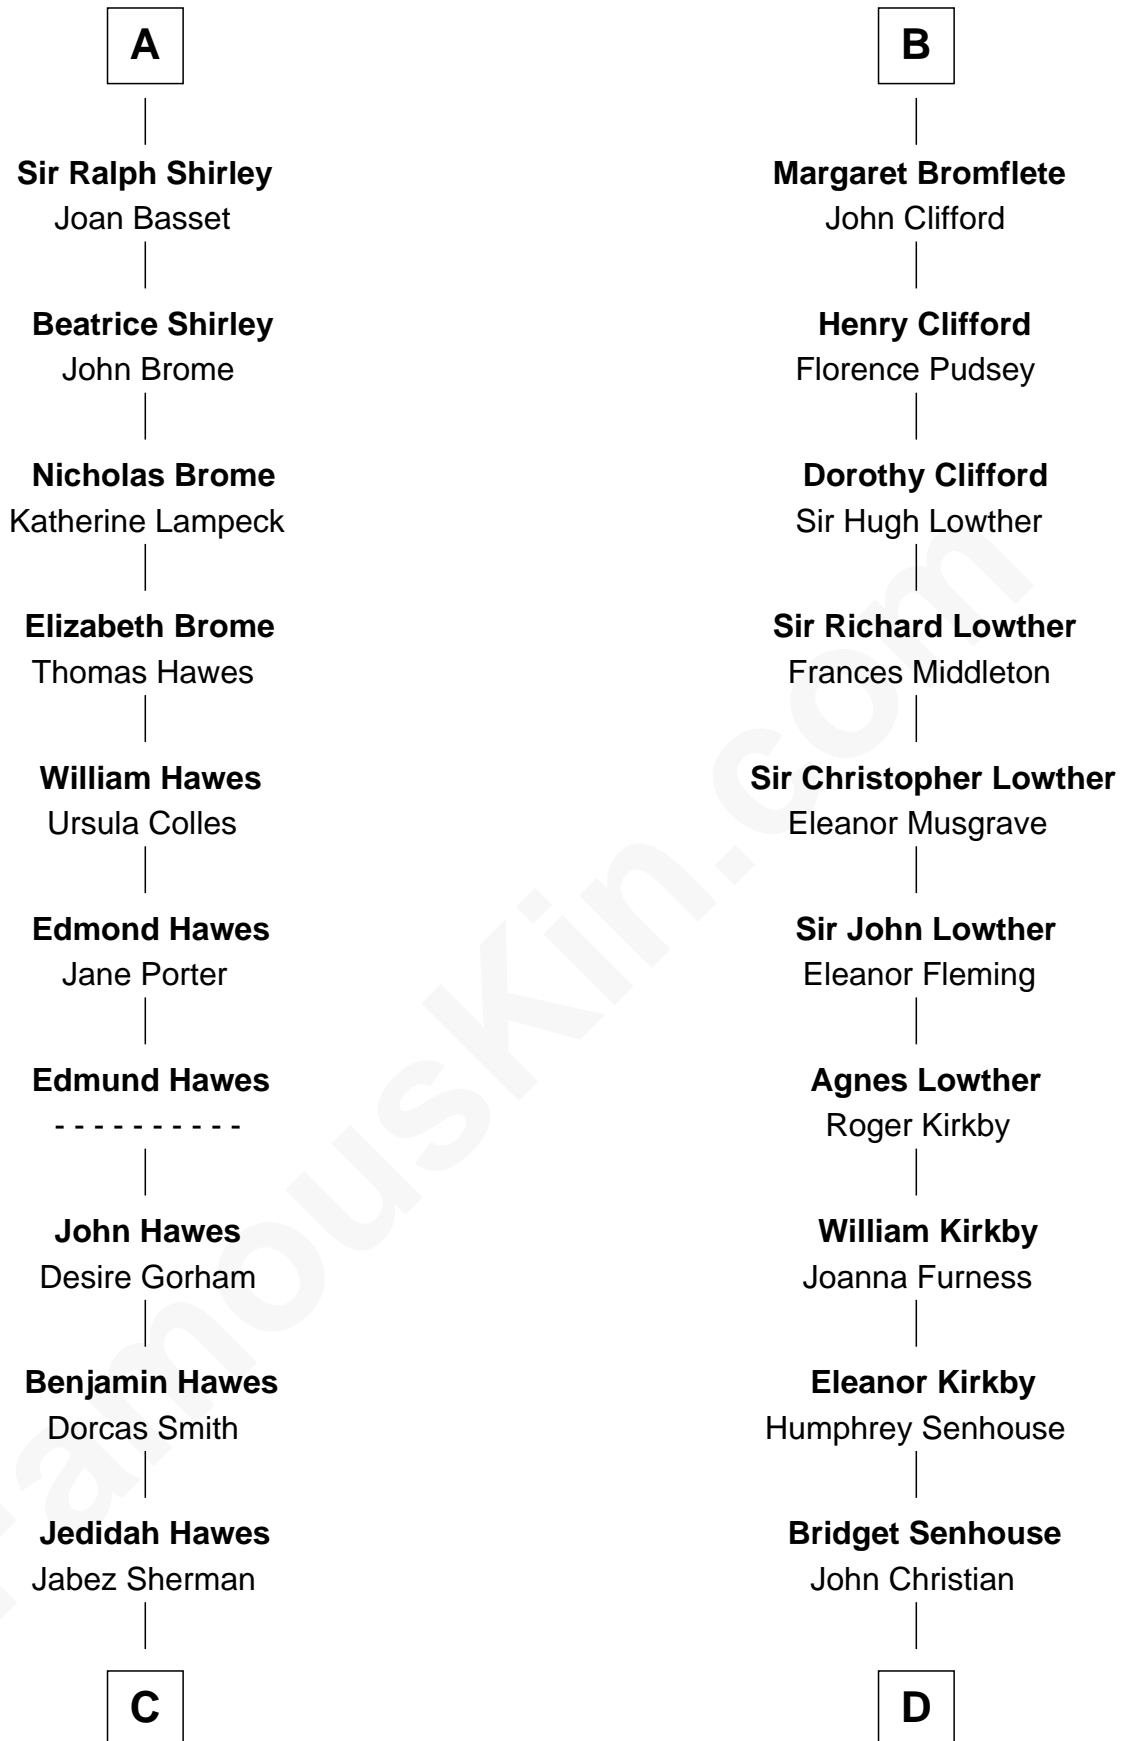 A
Sir Ralph Shirley
Joan Basset
Beatrice Shirley
John Brome
Nicholas Brome
Katherine Lampeck
Elizabeth Brome
Thomas Hawes
William Hawes
Ursula Colles
Edmond Hawes
Jane Porter
Edmund Hawes
- - - - - - - - - -
John Hawes
Desire Gorham
Benjamin Hawes
Dorcas Smith
Jedidah Hawes
Jabez Sherman
C
B
Margaret Bromflete
John Clifford
Henry Clifford
Florence Pudsey
Dorothy Clifford
Sir Hugh Lowther
Sir Richard Lowther
Frances Middleton
Sir Christopher Lowther
Eleanor Musgrave
Sir John Lowther
Eleanor Fleming
Agnes Lowther
Roger Kirkby
William Kirkby
Joanna Furness
Eleanor Kirkby
Humphrey Senhouse
Bridget Senhouse
John Christian
D
FamousKin.com